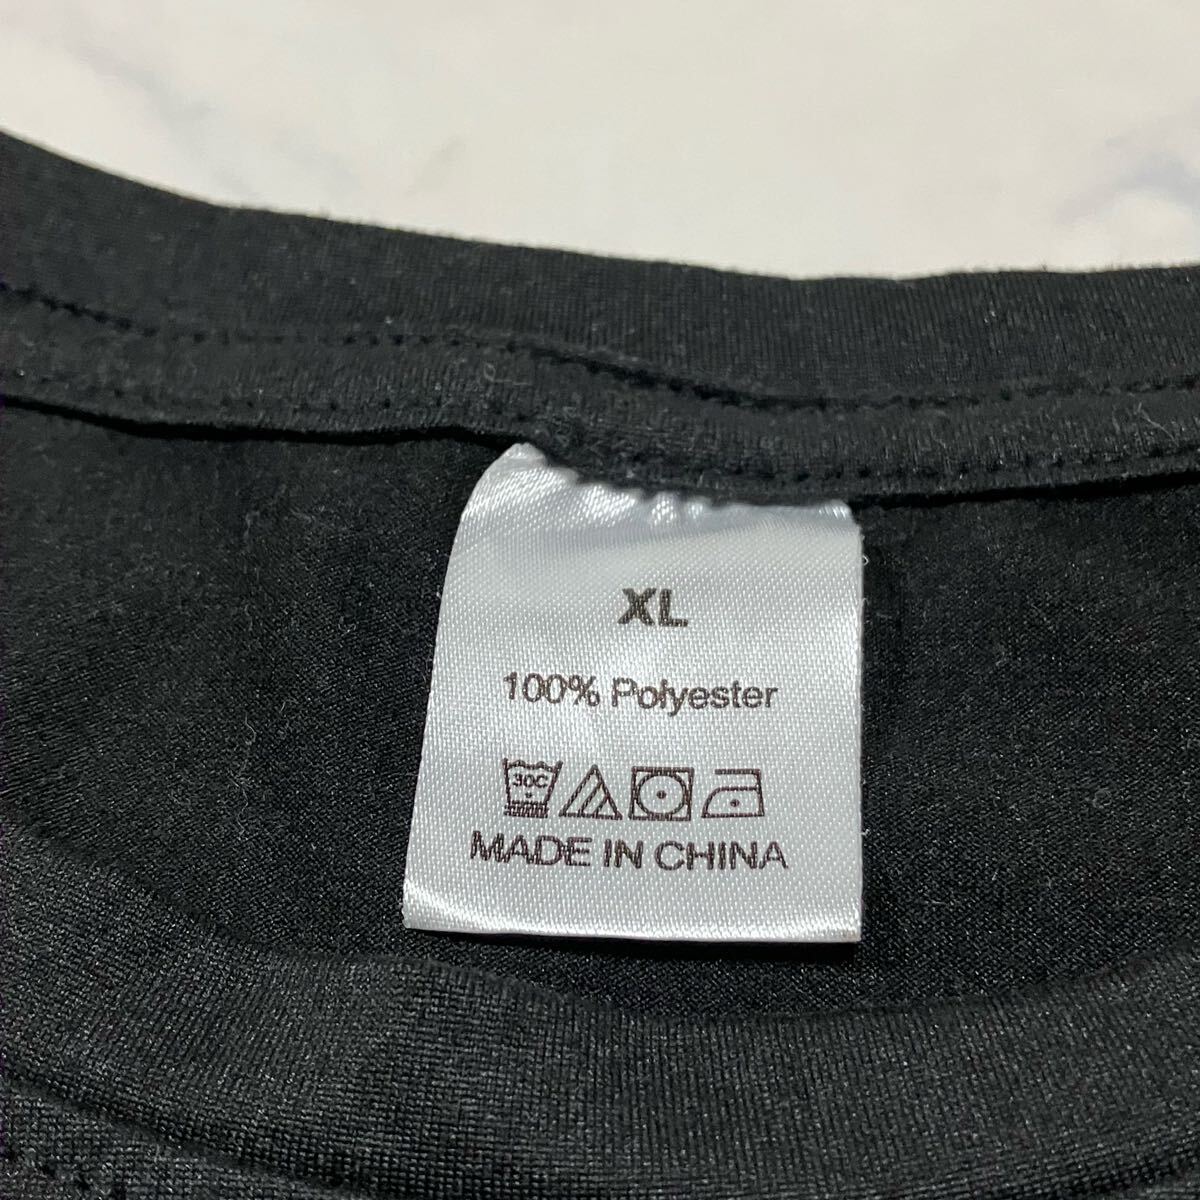 XL
100% Polyester
30C
MADE IN CHINA